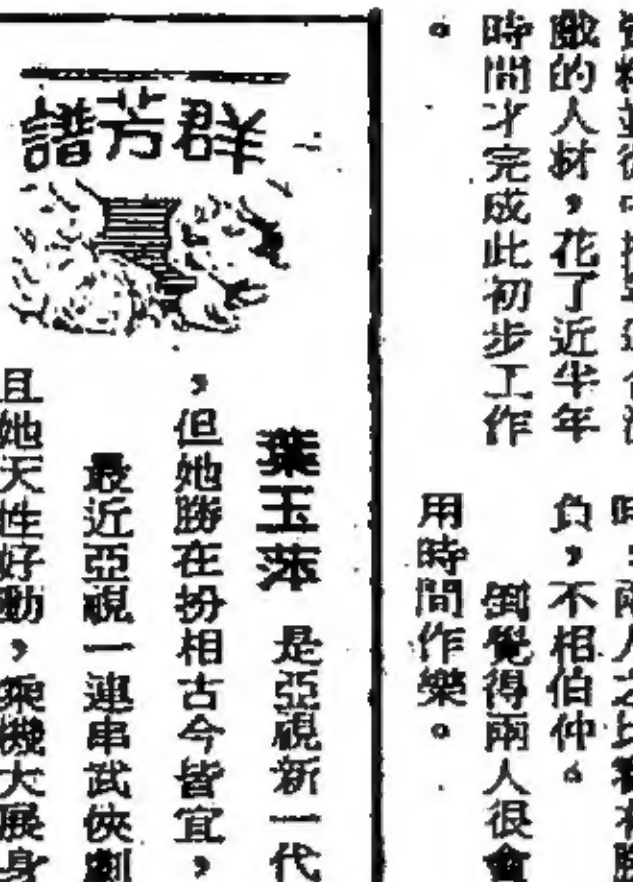 戲的人材，花了近半年
時間才完成此初步工作
。
負，不相伯仲。
倒覺得兩人很會
用時間作樂。
群芳譜
葉玉萍 是亞視新一代
，但她勝在扮相古今皆宜，
最近亞視一連串武俠劇
且她天性好動，乘機大展身